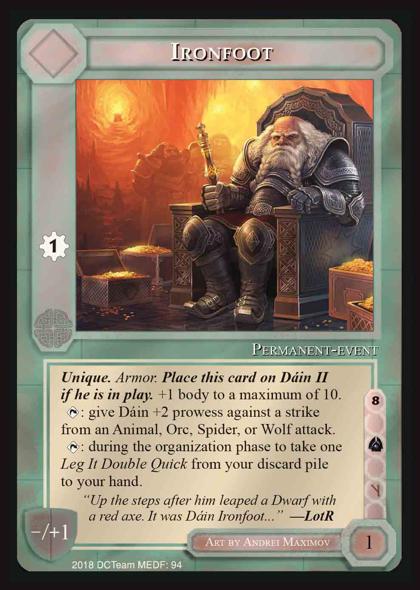 IRONFOOT
1
PERMANENT-EVENT
Unique. Armor. Place this card on Dáin II
if he is in play. +1 body to a maximum of 10.
: give Dáin +2 prowess against a strike
from an Animal, Orc, Spider, or Wolf attack.
: during the organization phase to take one
Leg It Double Quick from your discard pile
to your hand.
"Up the steps after him leaped a Dwarf with
a red axe. It was Dáin Ironfoot..." —LotR
8
–/+1
ART BY ANDREI MAXIMOV
1
2018 DCTeam MEDF: 94